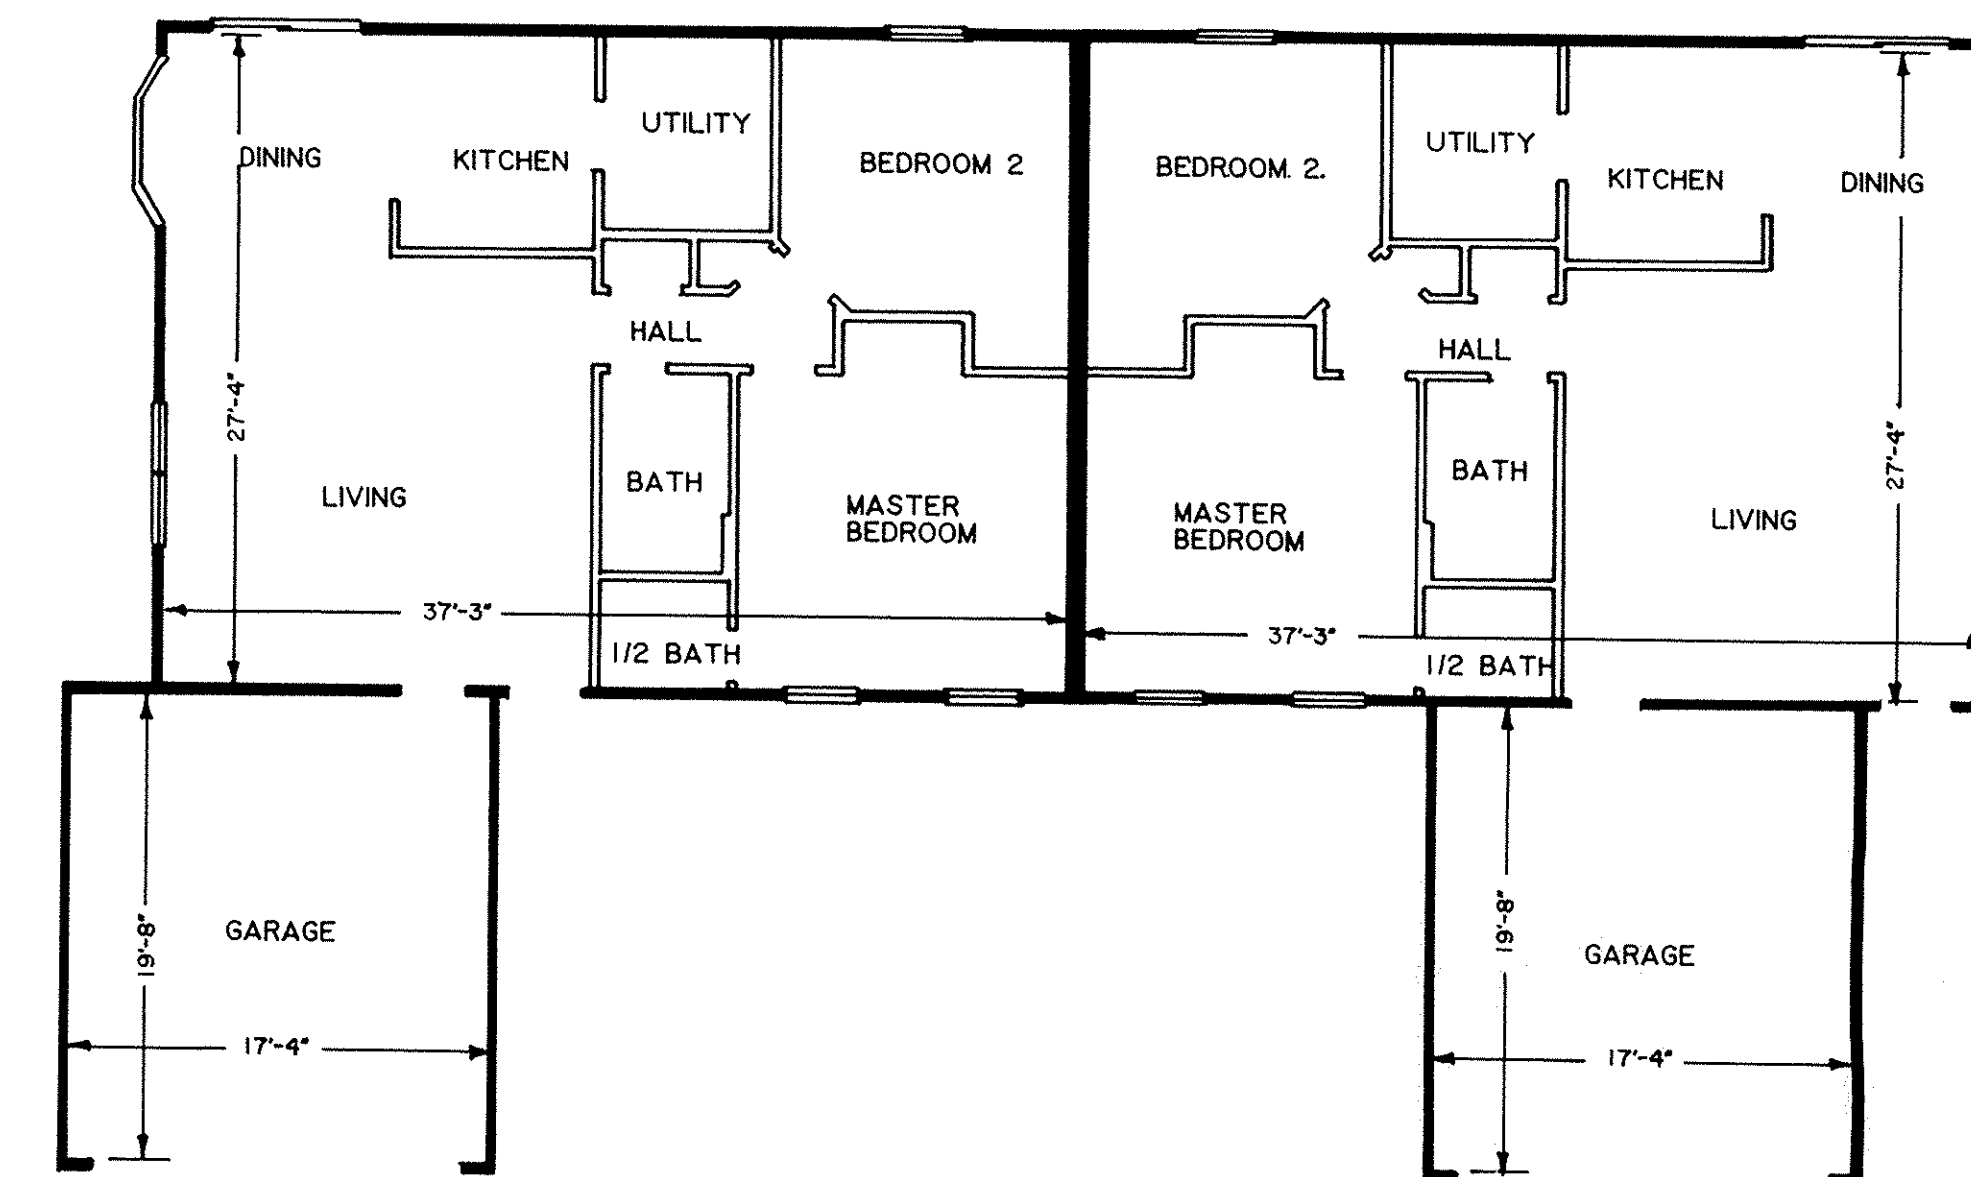 UTILITY
DINING
KITCHEN
BEDROOM 2
BEDROOM 2.
UTILITY
KITCHEN
DINING
HALL
HALL
27'-4"
27'-4"
LIVING
BATH
MASTER
BEDROOM
MASTER
BEDROOM
BATH
LIVING
37'-3"
37'-3"
1/2 BATH
1/2 BATH
19'-8"
GARAGE
19'-8"
GARAGE
17'-4"
17'-4"